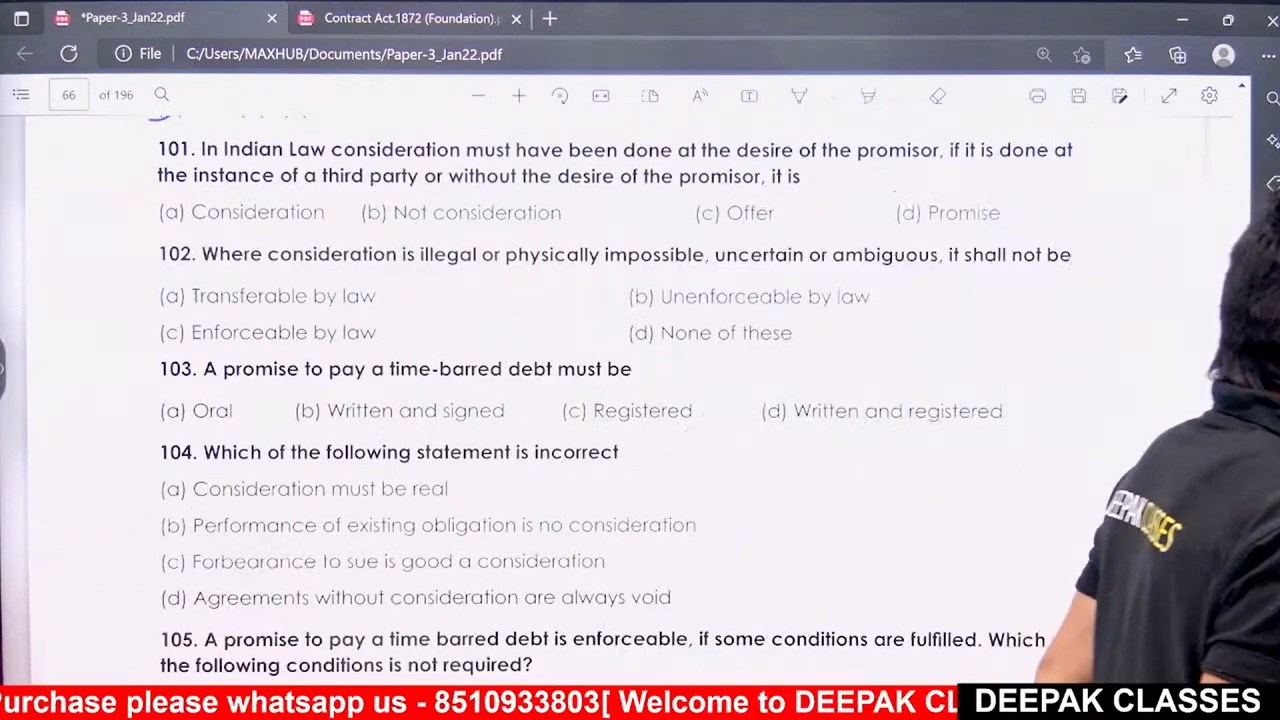 *Paper-3_Jan22.pdf
Contract Act.1872 (Foundation).
File C:/Users/MAXHUB/Documents/Paper-3_Jan22.pdf
66 of 196
101. In Indian Law consideration must have been done at the desire of the promisor, if it is done at
the instance of a third party or without the desire of the promisor, it is
(a) Consideration (b) Not consideration (c) Offer (d) Promise
102. Where consideration is illegal or physically impossible, uncertain or ambiguous, it shall not be
(a) Transferable by law (b) Unenforceable by law
(c) Enforceable by law (d) None of these
103. A promise to pay a time-barred debt must be
(a) Oral (b) Written and signed (c) Registered (d) Written and registered
104. Which of the following statement is incorrect
(a) Consideration must be real
(b) Performance of existing obligation is no consideration
(c) Forbearance to sue is good a consideration
(d) Agreements without consideration are always void
DEEPAK CLASSES
105. A promise to pay a time barred debt is enforceable, if some conditions are fulfilled. Which
the following conditions is not required?
Purchase please whatsapp us - 8510933803[ Welcome to DEEPAK CL
DEEPAK CLASSES